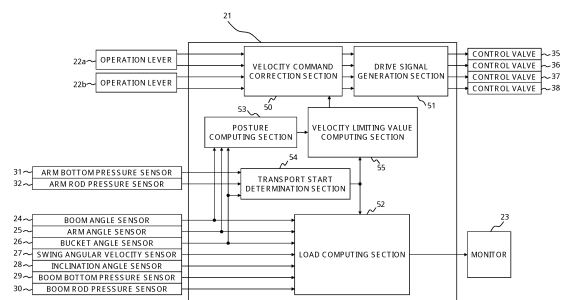 21
22a
OPERATION LEVER
22b
OPERATION LEVER
VELOCITY COMMAND
CORRECTION SECTION
50
DRIVE SIGNAL
GENERATION SECTION
51
CONTROL VALVE
35
CONTROL VALVE
36
CONTROL VALVE
37
CONTROL VALVE
38
53
POSTURE
COMPUTING SECTION
VELOCITY LIMITING VALUE
COMPUTING SECTION
55
54
TRANSPORT START
DETERMINATION SECTION
31
ARM BOTTOM PRESSURE SENSOR
32
ARM ROD PRESSURE SENSOR
24
BOOM ANGLE SENSOR
25
ARM ANGLE SENSOR
26
BUCKET ANGLE SENSOR
27
SWING ANGULAR VELOCITY SENSOR
28
INCLINATION ANGLE SENSOR
29
BOOM BOTTOM PRESSURE SENSOR
30
BOOM ROD PRESSURE SENSOR
52
LOAD COMPUTING SECTION
23
MONITOR